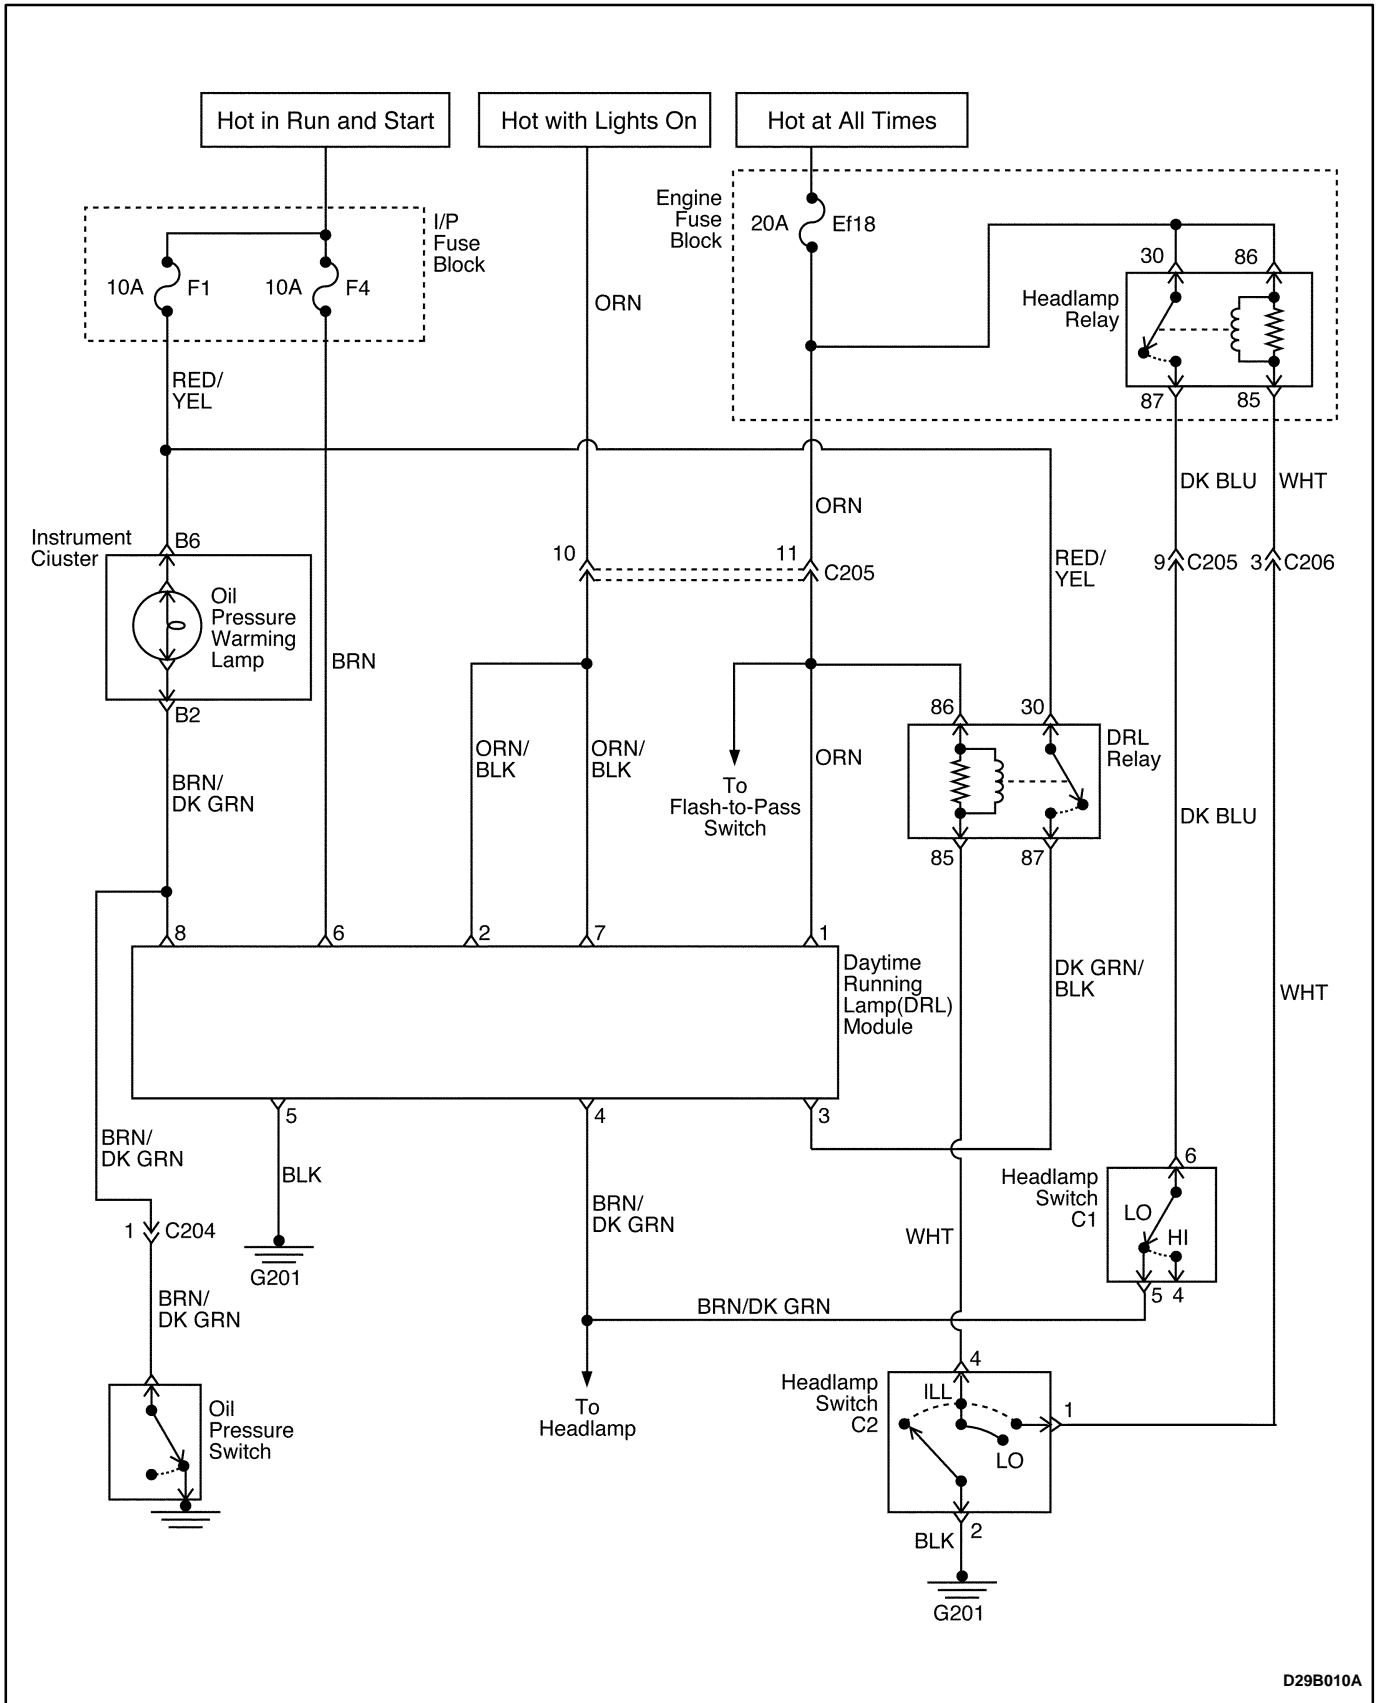 Hot in Run and Start
Hot with Lights On
Hot at All Times
I/P
Fuse
Block
10A
F1
10A
F4
ORN
Engine
Fuse
Block
20A
Ef18
30
86
Headlamp
Relay
87
85
RED/
YEL
DK BLU
WHT
ORN
Instrument
Ciuster
B6
Oil
Pressure
Warming
Lamp
B2
BRN
10
11
C205
RED/
YEL
9
C205
3
C206
86
30
DRL
Relay
85
87
ORN/
BLK
ORN/
BLK
To
Flash-to-Pass
Switch
ORN
DK BLU
BRN/
DK GRN
8
6
2
7
1
Daytime
Running
Lamp(DRL)
Module
DK GRN/
BLK
WHT
5
4
3
BRN/
DK GRN
BLK
G201
1
C204
BRN/
DK GRN
BRN/
DK GRN
WHT
Headlamp
Switch
C1
6
LO
HI
5
4
BRN/DK GRN
To
Headlamp
Oil
Pressure
Switch
Headlamp
Switch
C2
4
ILL
1
LO
2
BLK
G201
D29B010A